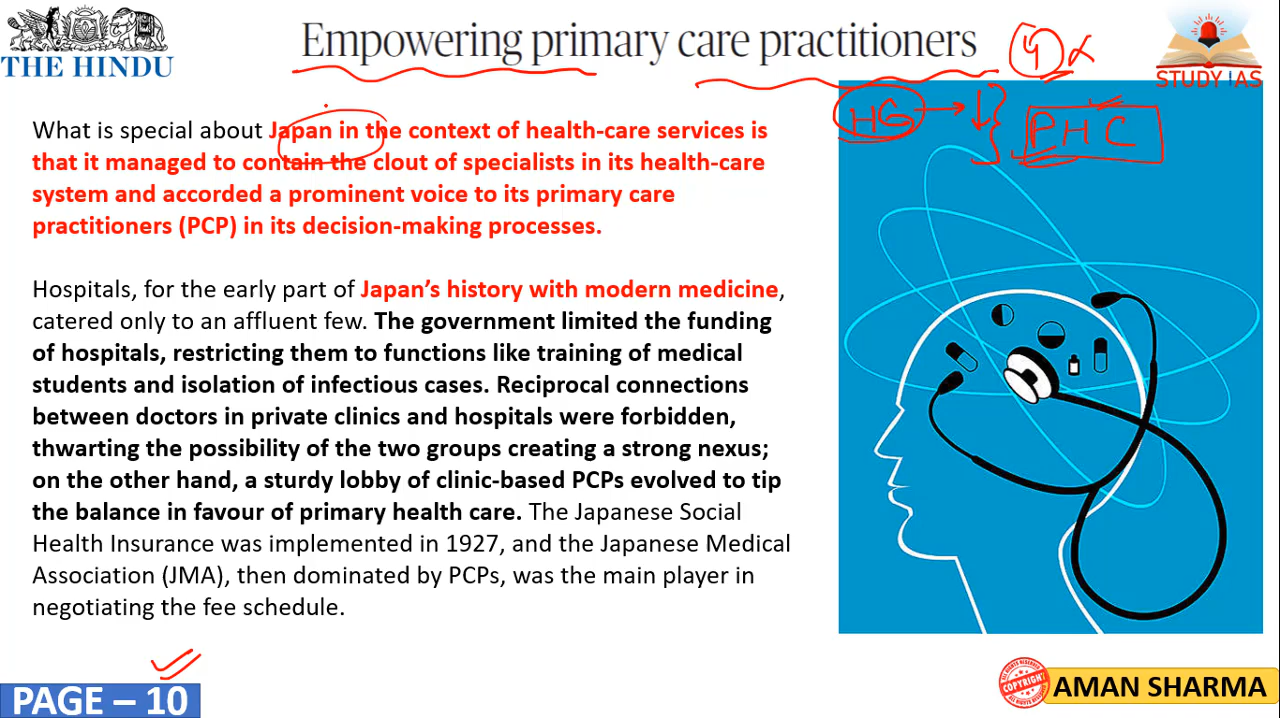 THE HINDU
Empowering primary care practitioners
STUDY IAS
HG
PHC
What is special about Japan in the context of health-care services is
that it managed to contain the clout of specialists in its health-care
system and accorded a prominent voice to its primary care
practitioners (PCP) in its decision-making processes.
Hospitals, for the early part of Japan's history with modern medicine,
catered only to an affluent few. The government limited the funding
of hospitals, restricting them to functions like training of medical
students and isolation of infectious cases. Reciprocal connections
between doctors in private clinics and hospitals were forbidden,
thwarting the possibility of the two groups creating a strong nexus;
on the other hand, a sturdy lobby of clinic-based PCPs evolved to tip
the balance in favour of primary health care. The Japanese Social
Health Insurance was implemented in 1927, and the Japanese Medical
Association (JMA), then dominated by PCPs, was the main player in
negotiating the fee schedule.
PAGE – 10
COPYRIGHT
AMAN SHARMA